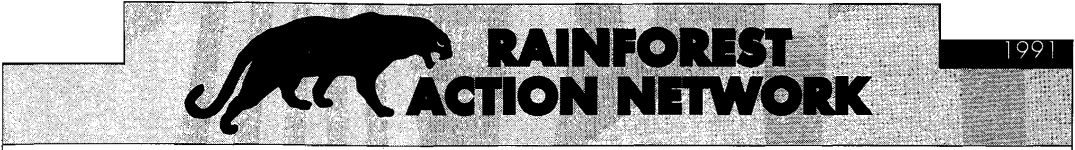 RAINFOREST
ACTION NETWORK
1991